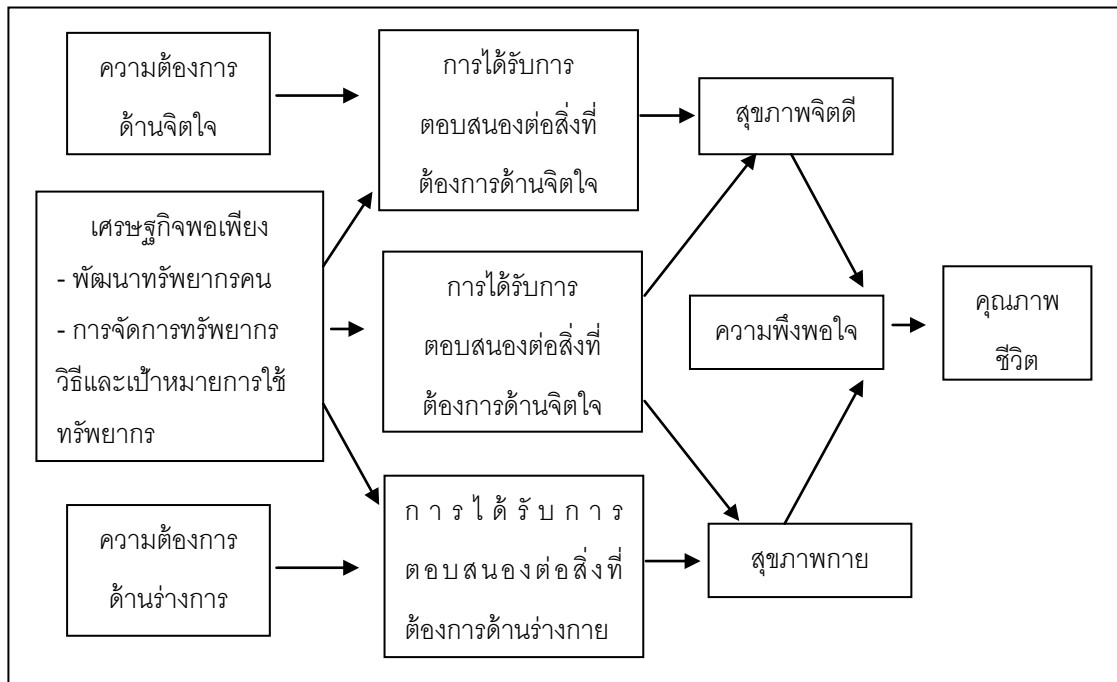 ความต้องการ
ด้านจิตใจ
การได้รับการ
ตอบสนองต่อสิ่งที่
ต้องการด้านจิตใจ
สุขภาพจิตดี
เศรษฐกิจพอเพียง
- พัฒนาทรัพยากรคน
- การจัดการทรัพยากร
วิธีและเป้าหมายการใช้
ทรัพยากร
การได้รับการ
ตอบสนองต่อสิ่งที่
ต้องการด้านจิตใจ
ความพึงพอใจ
คุณภาพ
ชีวิต
ความต้องการ
ด้านร่างการ
การได้รับการ
ตอบสนองต่อสิ่งที่
ต้องการด้านร่างกาย
สุขภาพกาย